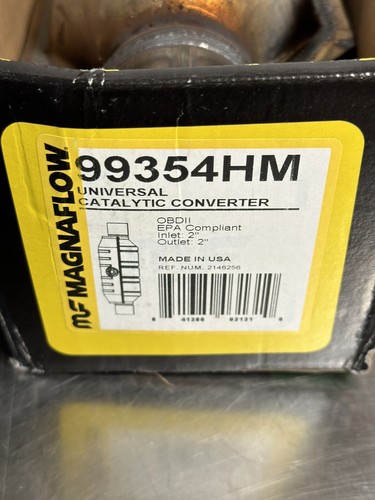 MAGNAFLOW
99354HM
UNIVERSAL
CATALYTIC CONVERTER
OBDII
EPA Compliant
Inlet: 2"
Outlet: 2"
MADE IN USA
REF. NUM. 2146256